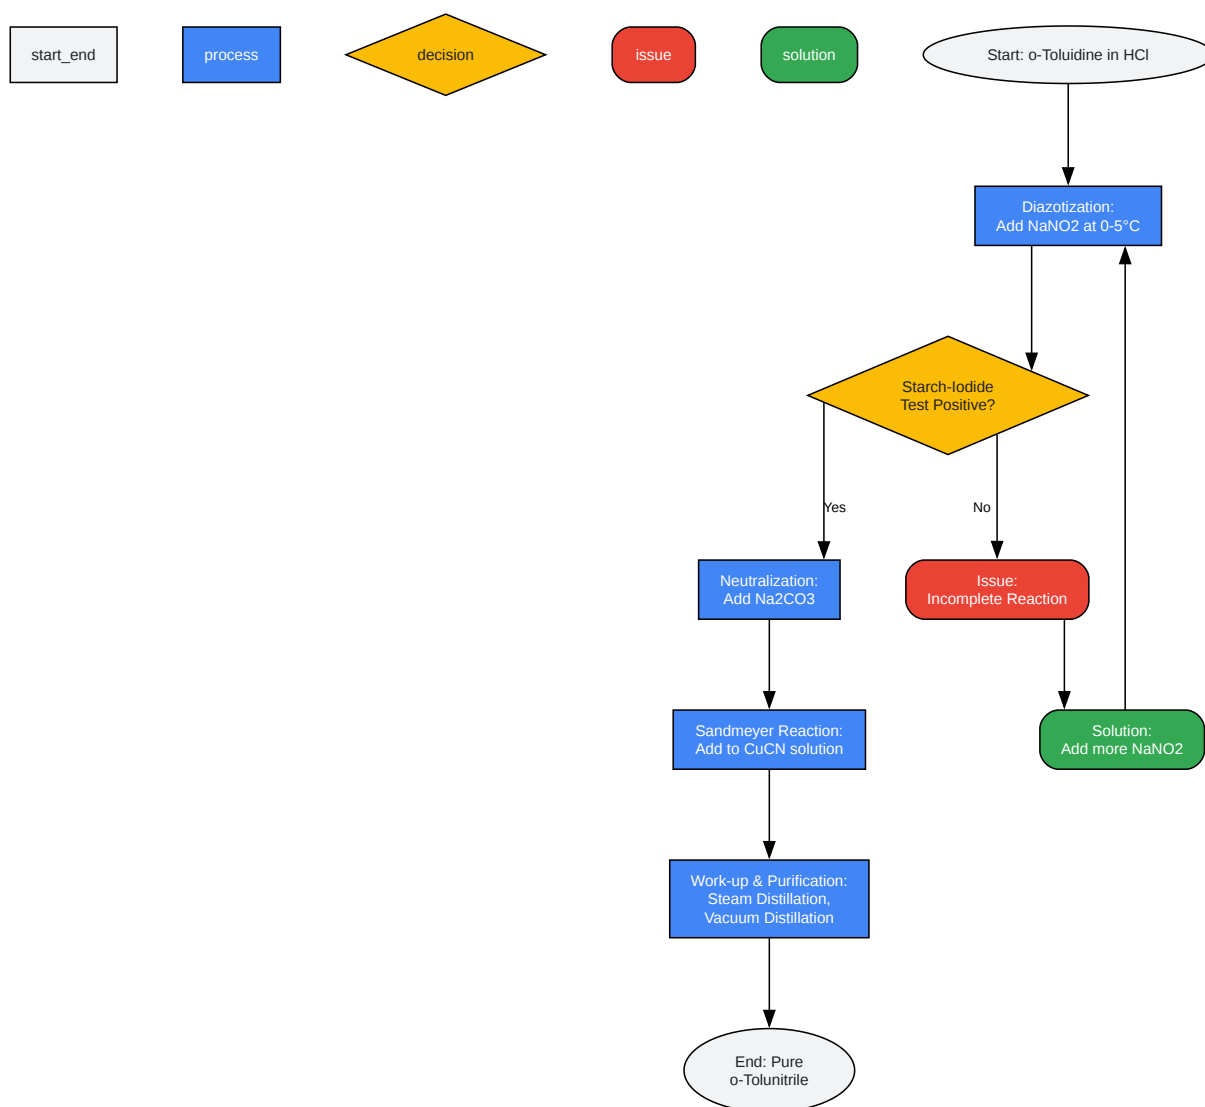 start_end
process
decision
issue
solution
Start: o-Toluidine in HCl
Diazotization:
Add NaNO2 at 0-5°C
Starch-Iodide
Test Positive?
Yes
No
Neutralization:
Add Na2CO3
Issue:
Incomplete Reaction
Sandmeyer Reaction:
Add to CuCN solution
Solution:
Add more NaNO2
Work-up & Purification:
Steam Distillation,
Vacuum Distillation
End: Pure
o-Tolunitrile